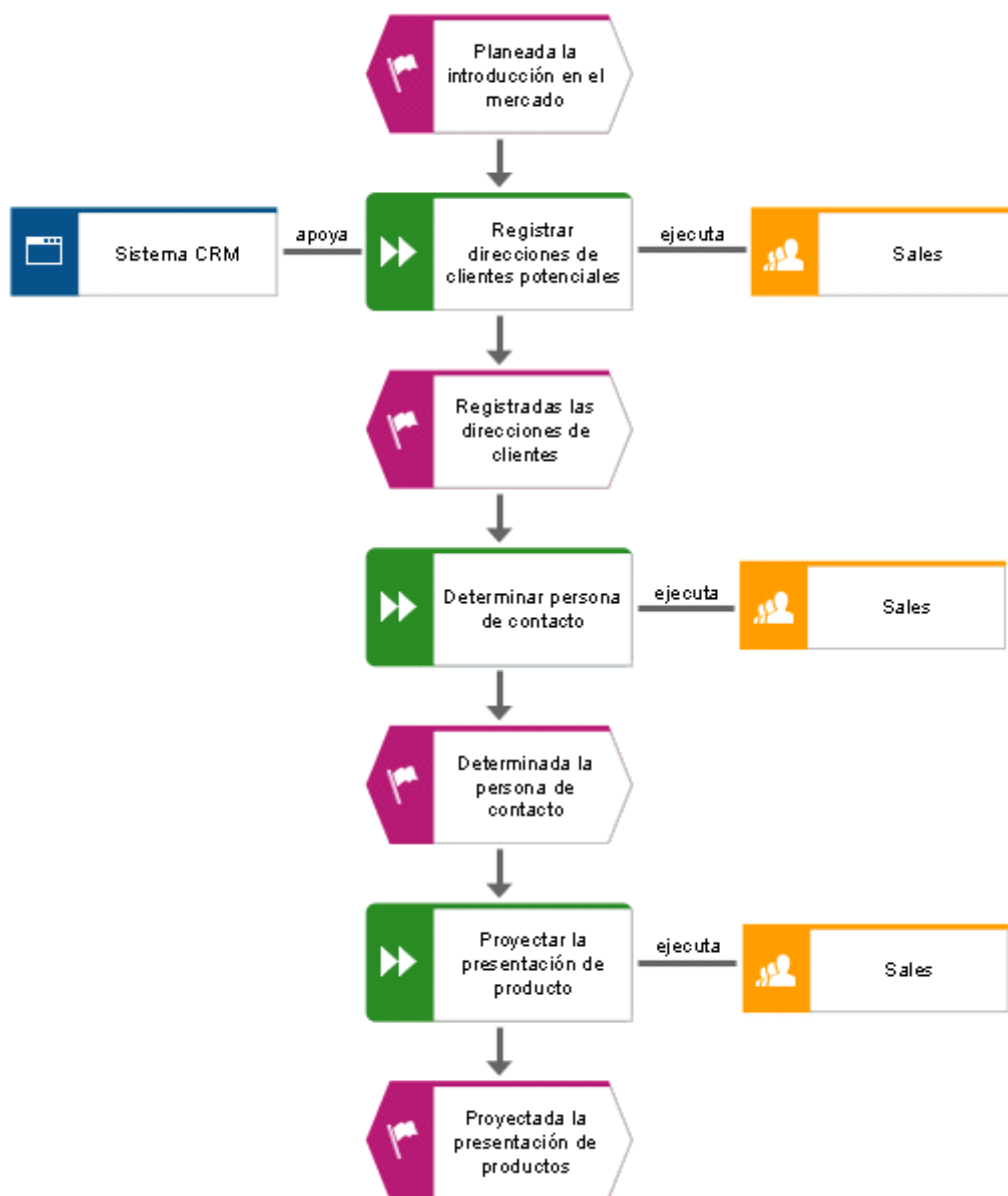 Planeada la
introducción en el
mercado
Sistema CRM
apoya
Registrar
direcciones de
clientes potenciales
ejecuta
Sales
Registradas las
direcciones de
clientes
Determinar persona
de contacto
ejecuta
Sales
Determinada la
persona de
contacto
Proyectar la
presentación de
producto
ejecuta
Sales
Proyectada la
presentación de
productos